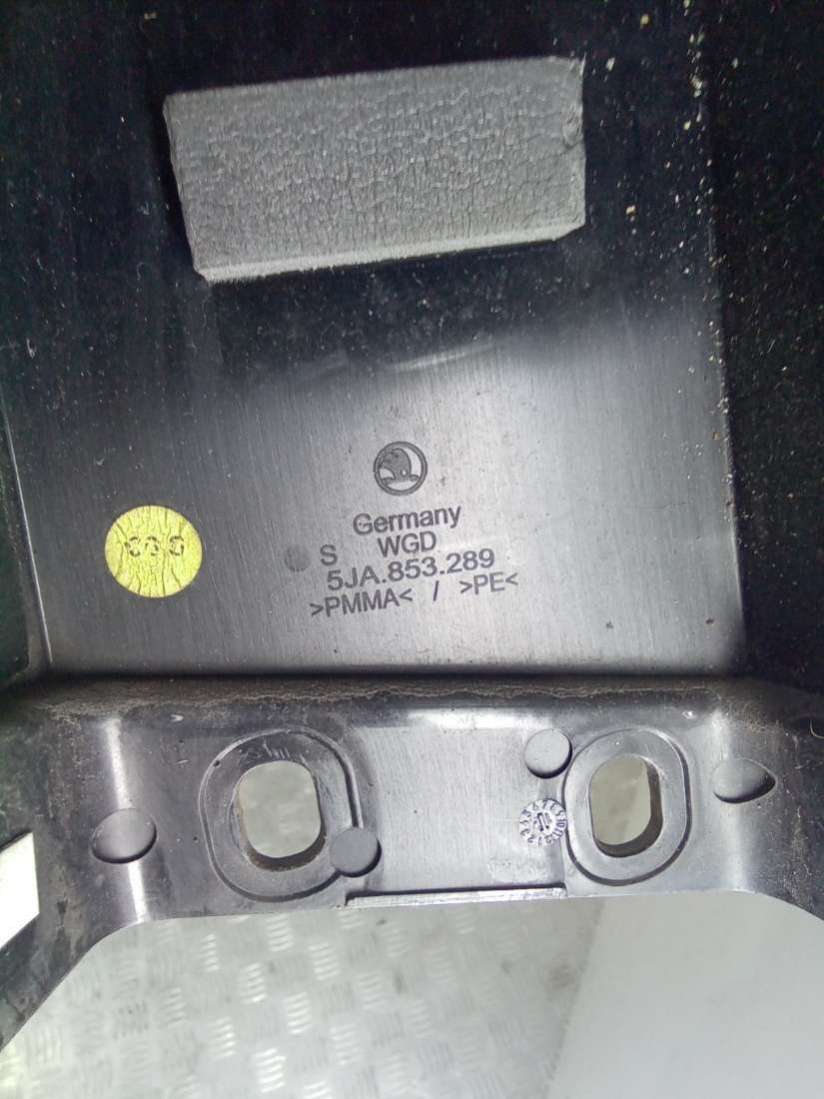 Germany
S WGD
5JA.853.289
>PMMA< / >PE<